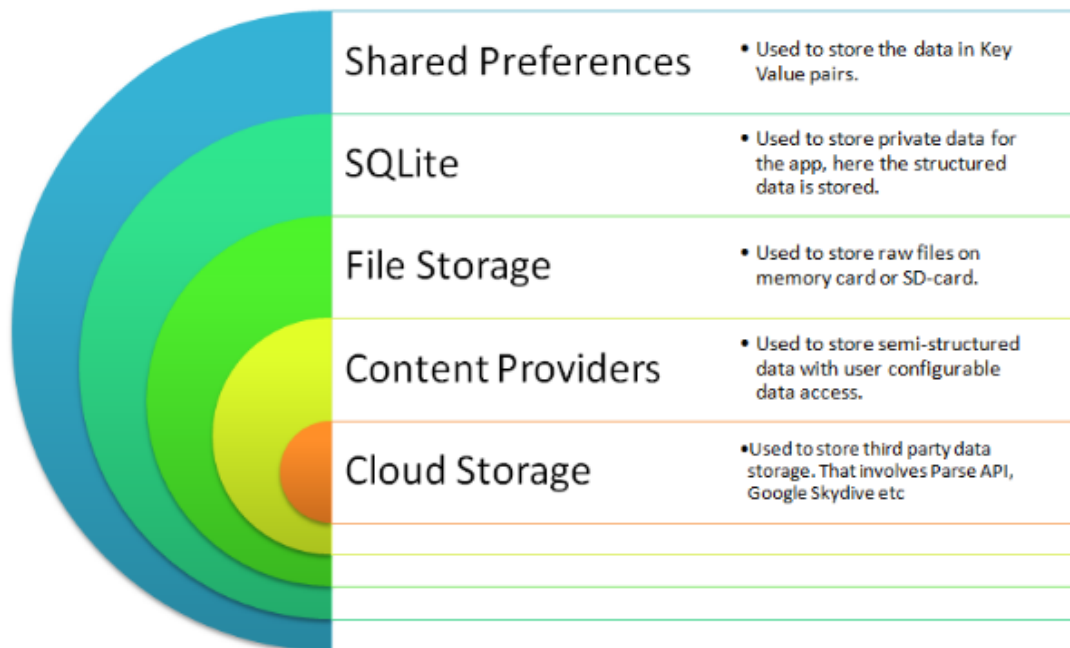 Shared Preferences
• Used to store the data in Key
Value pairs.
SQLite
• Used to store private data for
the app, here the structured
data is stored.
File Storage
• Used to store raw files on
memory card or SD-card.
Content Providers
• Used to store semi-structured
data with user configurable
data access.
Cloud Storage
•Used to store third party data
storage. That involves Parse API,
Google Skydive etc